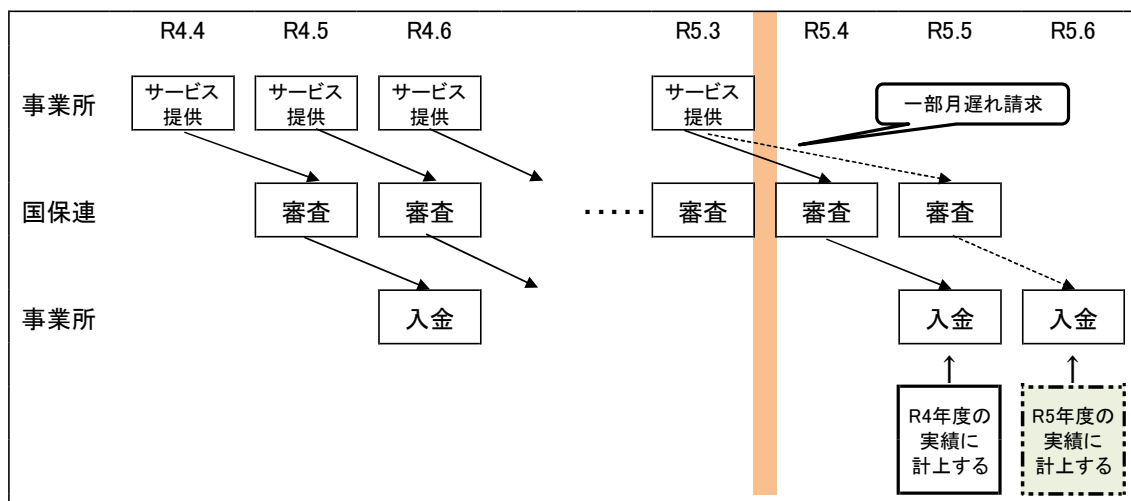 R4.4 R4.5 R4.6 R5.3 R5.4 R5.5 R5.6
事業所
サービス
提供
サービス
提供
サービス
提供
サービス
提供
一部月遅れ請求
国保連
審査 審査 ・・・・・ 審査 審査 審査
事業所
入金 入金 入金
R4年度の
実績に
計上する
R5年度の
実績に
計上する